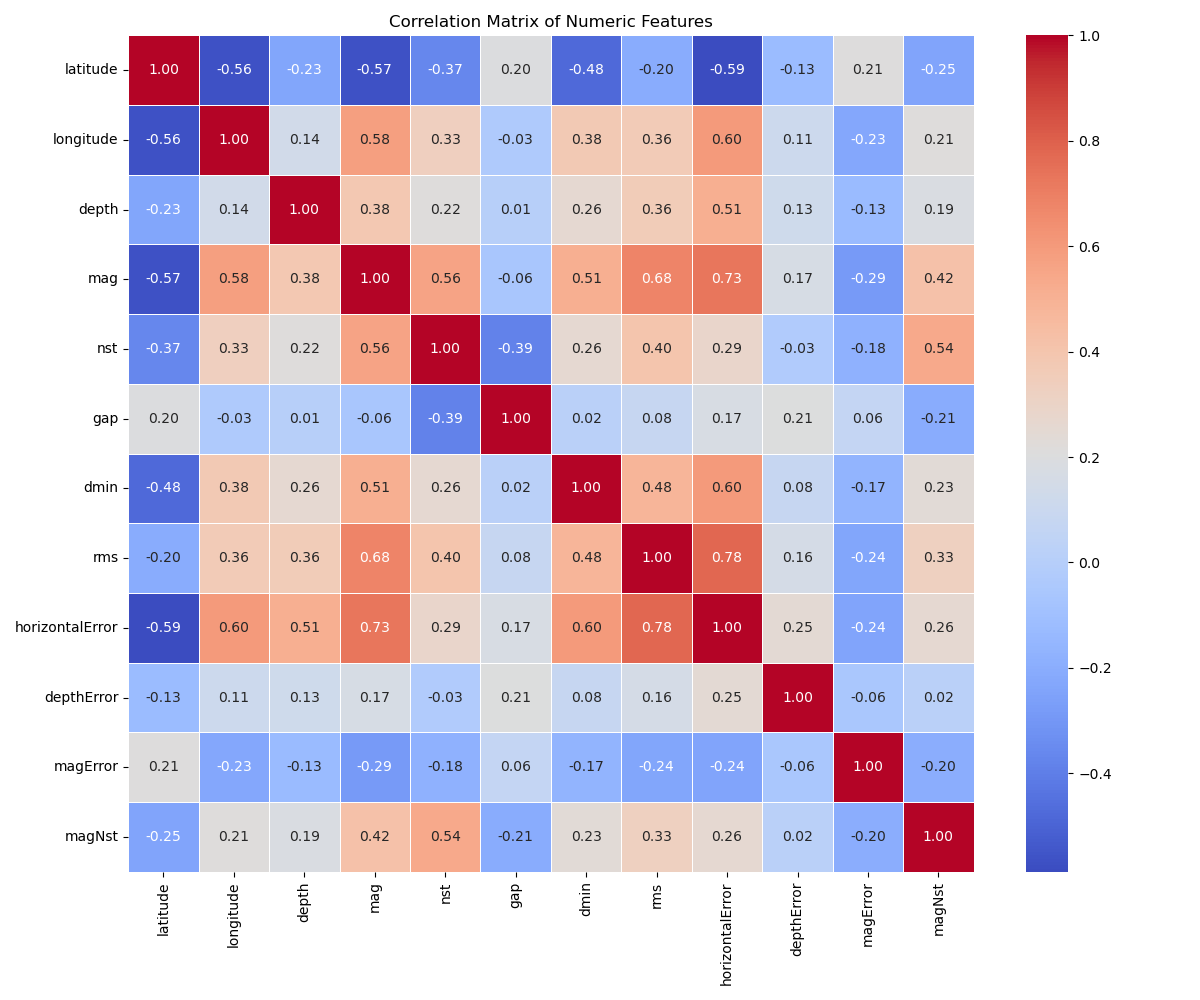 Correlation Matrix of Numeric Features
latitude 1.00 -0.56 -0.23 -0.57 -0.37 0.20 -0.48 -0.20 -0.59 -0.13 0.21 -0.25
longitude -0.56 1.00 0.14 0.58 0.33 -0.03 0.38 0.36 0.60 0.11 -0.23 0.21
depth -0.23 0.14 1.00 0.38 0.22 0.01 0.26 0.36 0.51 0.13 -0.13 0.19
mag -0.57 0.58 0.38 1.00 0.56 -0.06 0.51 0.68 0.73 0.17 -0.29 0.42
nst -0.37 0.33 0.22 0.56 1.00 -0.39 0.26 0.40 0.29 -0.03 -0.18 0.54
gap 0.20 -0.03 0.01 -0.06 -0.39 1.00 0.02 0.08 0.17 0.21 0.06 -0.21
dmin -0.48 0.38 0.26 0.51 0.26 0.02 1.00 0.48 0.60 0.08 -0.17 0.23
rms -0.20 0.36 0.36 0.68 0.40 0.08 0.48 1.00 0.78 0.16 -0.24 0.33
horizontalError -0.59 0.60 0.51 0.73 0.29 0.17 0.60 0.78 1.00 0.25 -0.24 0.26
depthError -0.13 0.11 0.13 0.17 -0.03 0.21 0.08 0.16 0.25 1.00 -0.06 0.02
magError 0.21 -0.23 -0.13 -0.29 -0.18 0.06 -0.17 -0.24 -0.24 -0.06 1.00 -0.20
magNst -0.25 0.21 0.19 0.42 0.54 -0.21 0.23 0.33 0.26 0.02 -0.20 1.00
latitude longitude depth mag nst gap dmin rms horizontalError depthError magError magNst
1.0
0.8
0.6
0.4
0.2
0.0
−0.2
−0.4